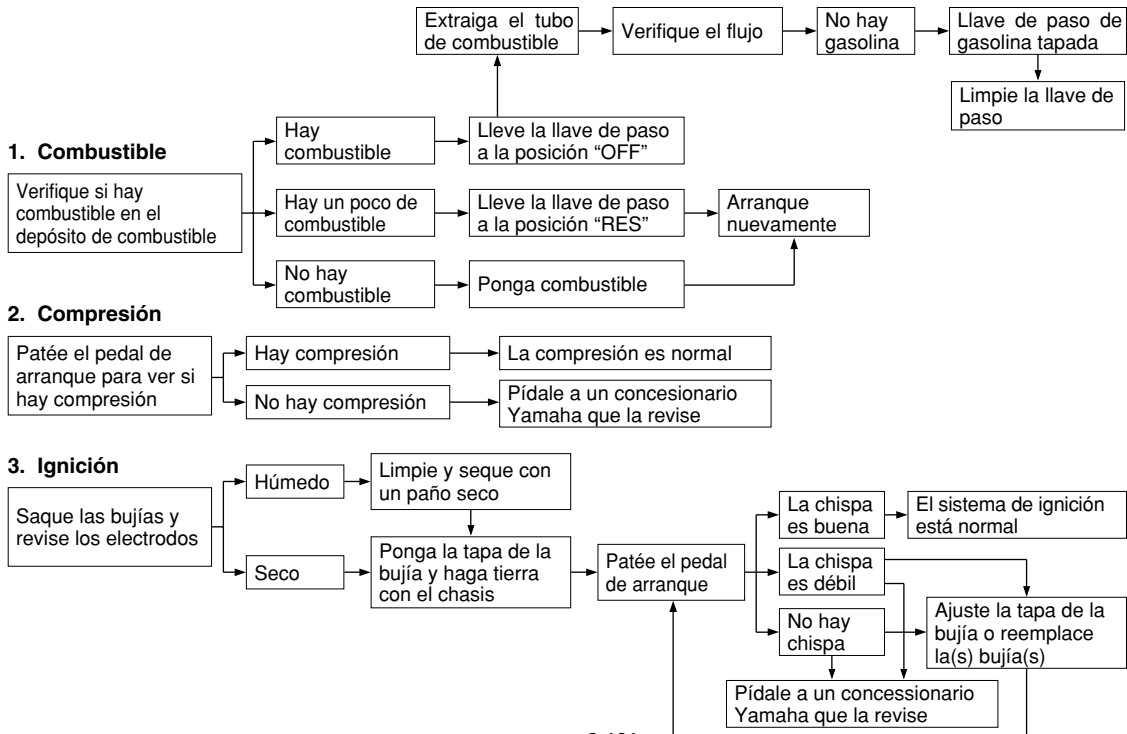 Extraiga el tubo
de combustible
Verifique el flujo
No hay
gasolina
Llave de paso de
gasolina tapada
Limpie la llave de
paso
1. Combustible
Verifique si hay
combustible en el
depósito de combustible
Hay
combustible
Lleve la llave de paso
a la posición “OFF”
Hay un poco de
combustible
Lleve la llave de paso
a la posición “RES”
Arranque
nuevamente
No hay
combustible
Ponga combustible
2. Compresión
Patée el pedal de
arranque para ver si
hay compresión
Hay compresión
La compresión es normal
No hay compresión
Pídale a un concesionario
Yamaha que la revise
3. Ignición
Saque las bujías y
revise los electrodos
Húmedo
Limpie y seque con
un paño seco
Seco
Ponga la tapa de la
bujía y haga tierra
con el chasis
Patée el pedal
de arranque
La chispa
es buena
El sistema de ignición
está normal
La chispa
es débil
No hay
chispa
Ajuste la tapa de la
bujía o reemplace
la(s) bujía(s)
Pídale a un concessionario
Yamaha que la revise